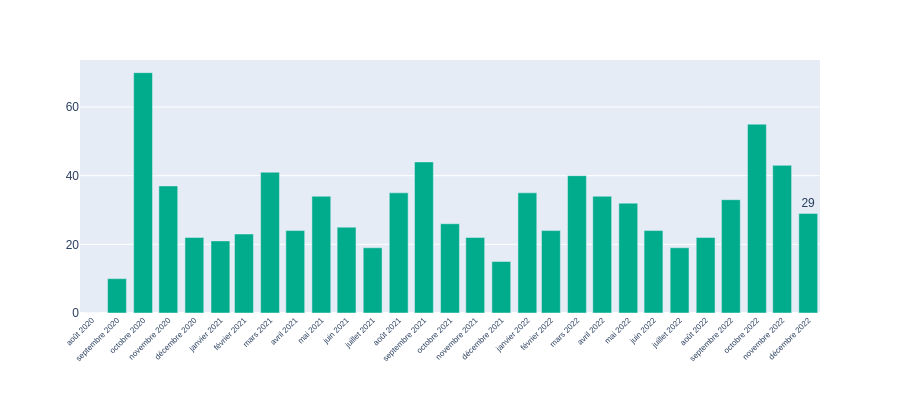 60
40
20
0
29
août 2020
septembre 2020
octobre 2020
novembre 2020
décembre 2020
janvier 2021
février 2021
mars 2021
avril 2021
mai 2021
juin 2021
juillet 2021
août 2021
septembre 2021
octobre 2021
novembre 2021
décembre 2021
janvier 2022
février 2022
mars 2022
avril 2022
mai 2022
juin 2022
juillet 2022
août 2022
septembre 2022
octobre 2022
novembre 2022
décembre 2022